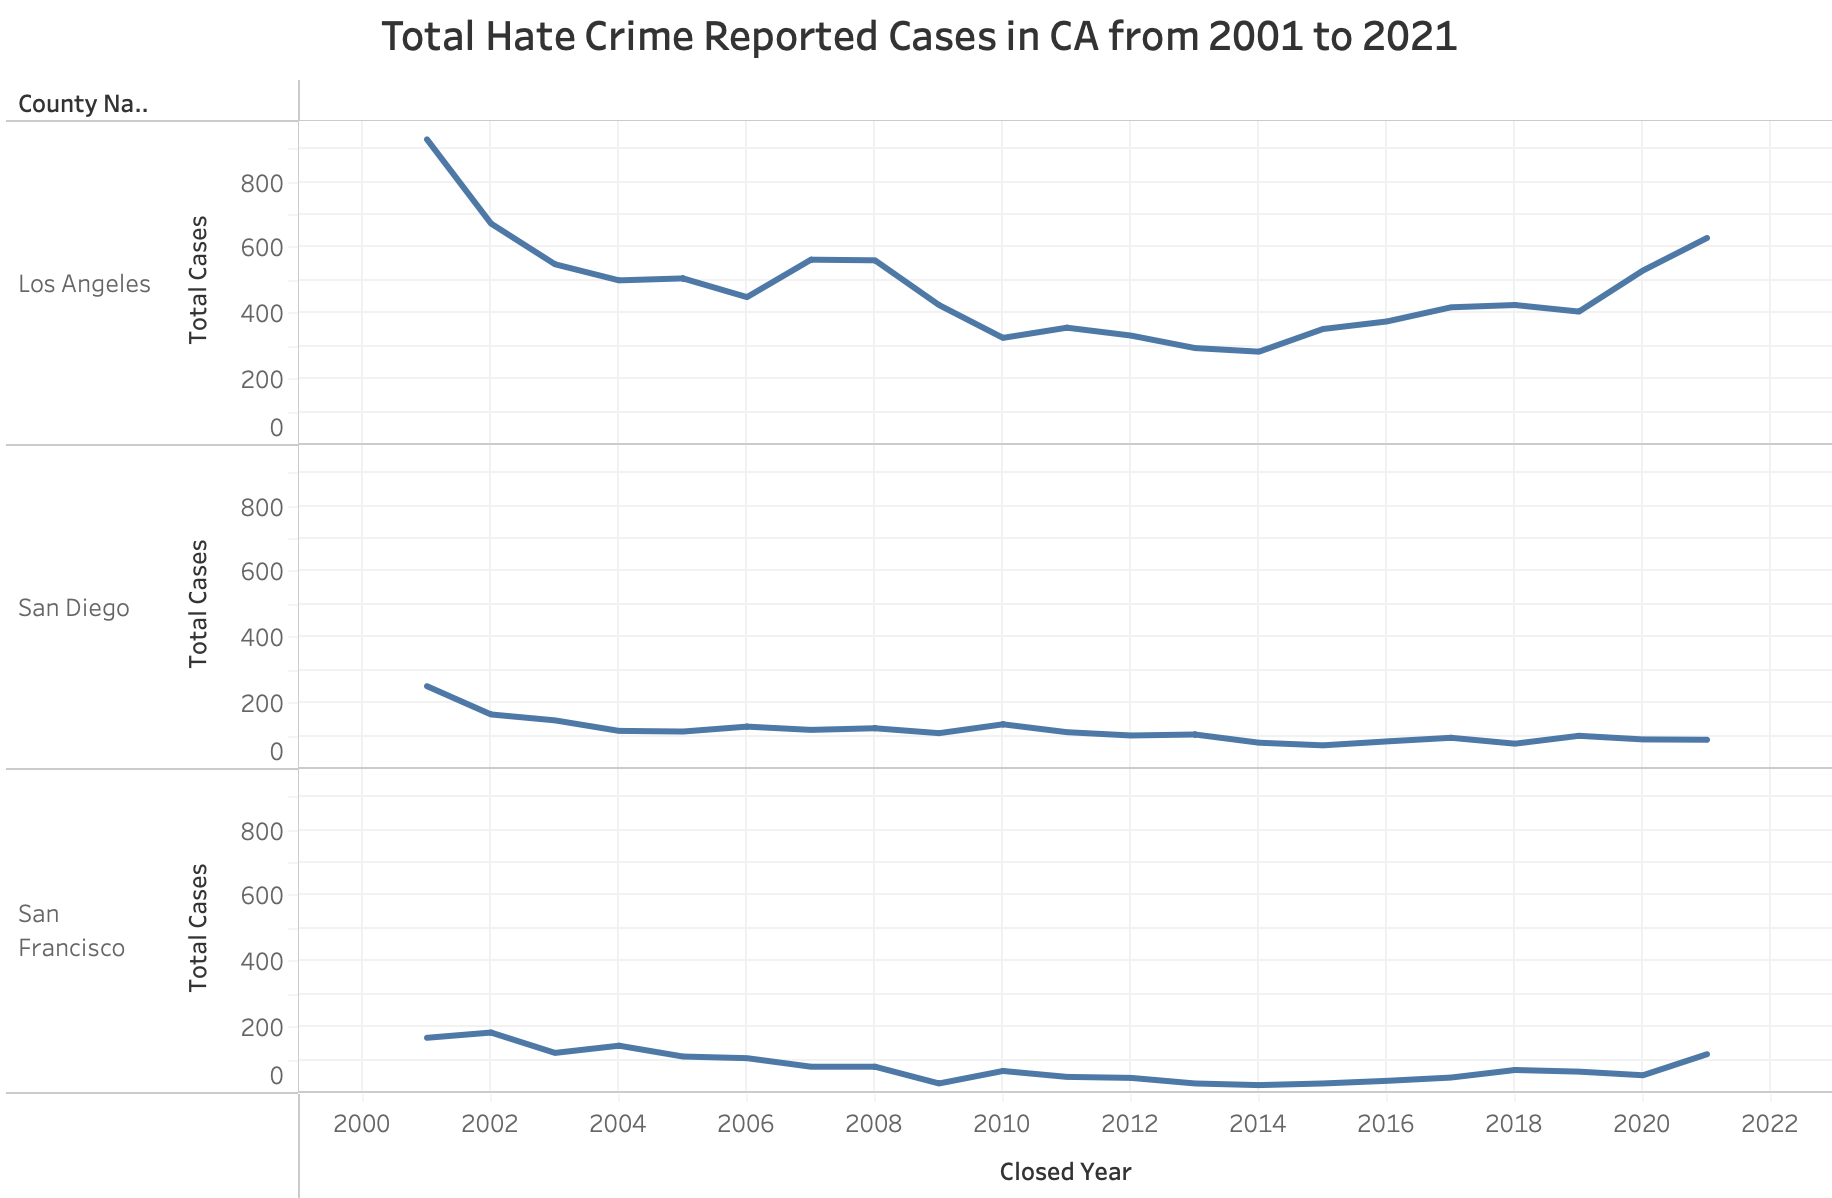 Total Hate Crime Reported Cases in CA from 2001 to 2021
County Na..
Los Angeles
Total Cases
800
600
400
200
0
San Diego
Total Cases
800
600
400
200
0
San
Francisco
Total Cases
800
600
400
200
0
2000 2002 2004 2006 2008 2010 2012 2014 2016 2018 2020 2022
Closed Year